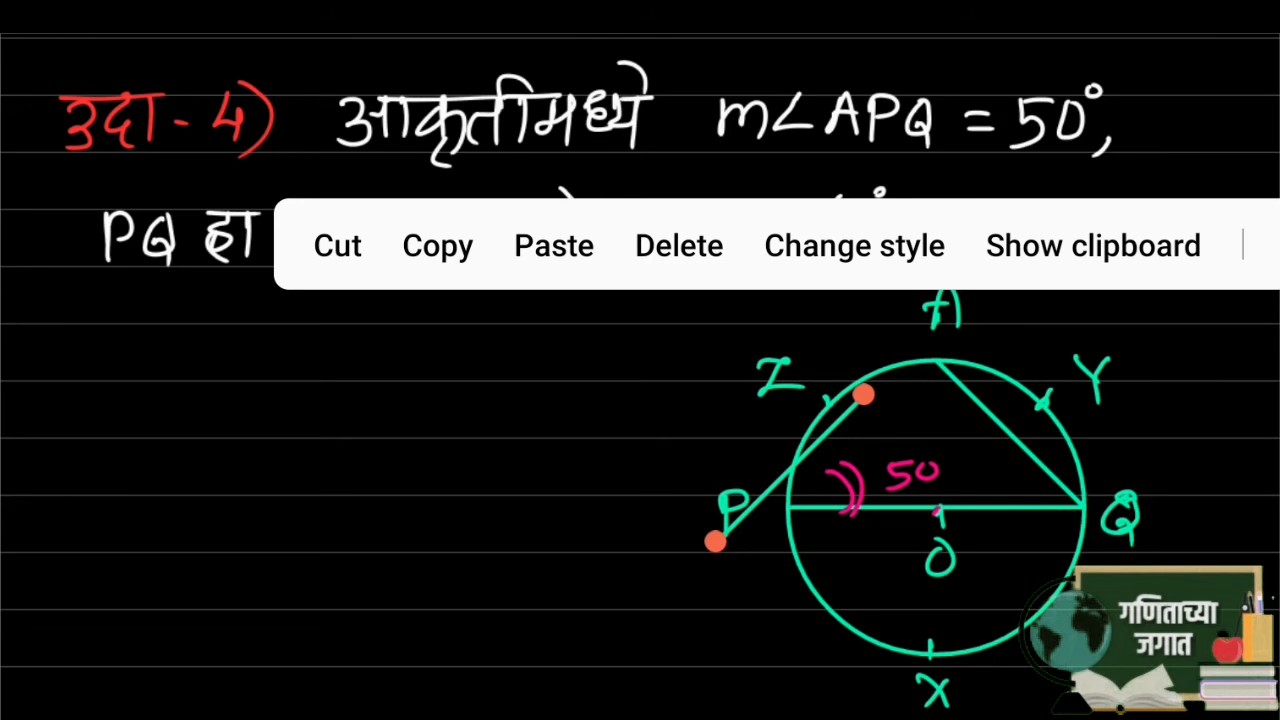 उदा - 4) आकृतीमध्ये m∠APQ = 50°,
PQ हा
Cut Copy Paste Delete Change style Show clipboard
A
Z
Y
50
P
Q
O
X
गणिताच्या
जगात